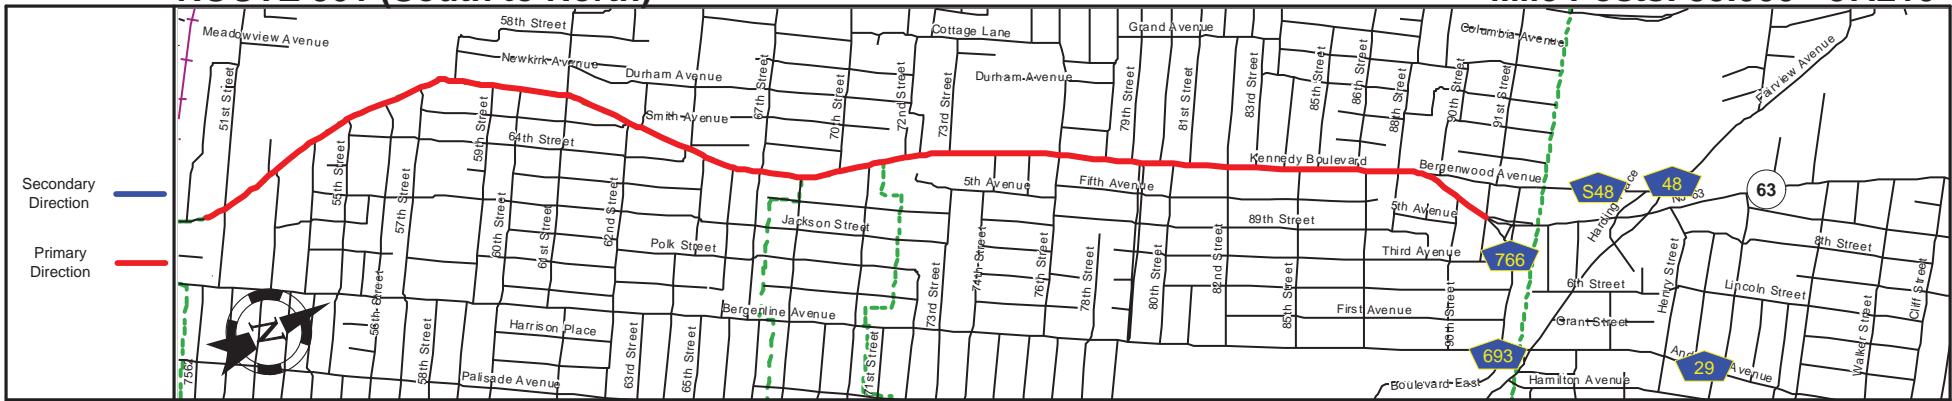 Secondary
Direction
Primary
Direction
Meadowview Avenue
51st Street
58th Street
Newkirk Avenue
Durham Avenue
Smith Avenue
64th Street
55th Street
57th Street
59th Street
60th Street
61st Street
62nd Street
67th Street
70th Street
72nd Street
73rd Street
Cottage Lane
Durham Avenue
Grand Avenue
79th Street
81st Street
83rd Street
85th Street
86th Street
88th Street
90th Street
91st Street
Columbia Avenue
Fairview Avenue
Kennedy Boulevard
Bergenwood Avenue
5th Avenue
Fifth Avenue
5th Avenue
Jackson Street
Polk Street
89th Street
Third Avenue
First Avenue
74th Street
76th Street
78th Street
80th Street
82nd Street
85th Street
90th Street
73rd Street
71st Street
Bergenline Avenue
Harrison Place
Palisade Avenue
56th Street
58th Street
63rd Street
65th Street
756Z
N
S48
48
63
766
693
29
Henry Street
6th Street
Grant Street
Lincoln Street
8th Street
Cliff Street
Walker Street
Hamilton Avenue
Boulevard East